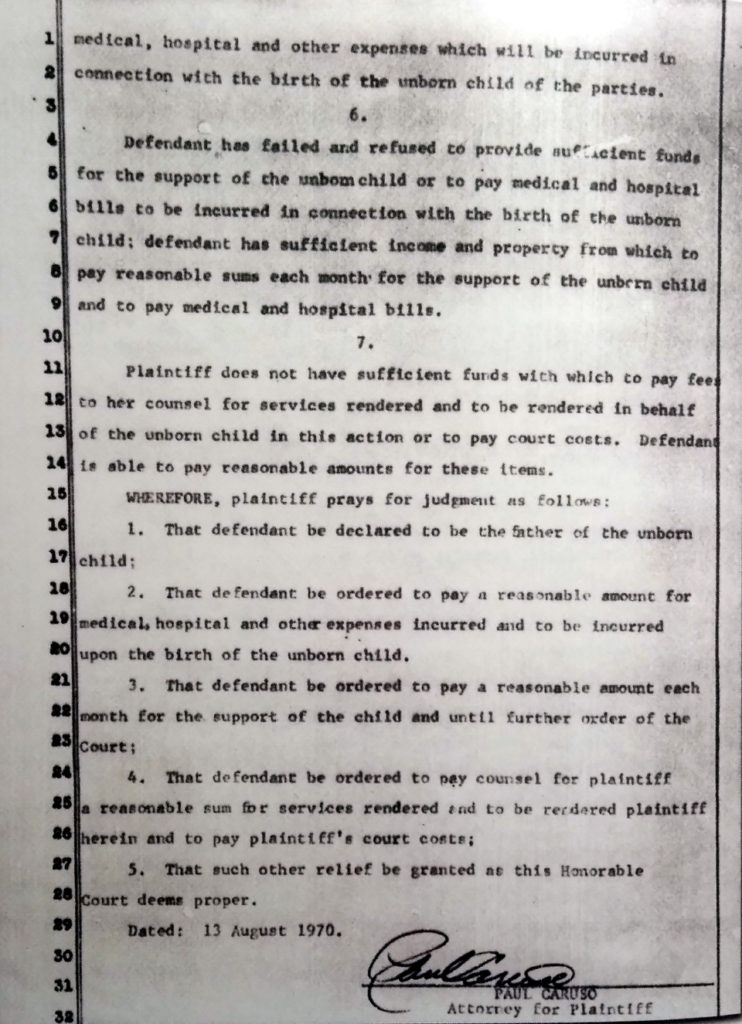 1 medical, hospital and other expenses which will be incurred in
2 connection with the birth of the unborn child of the parties.
3
6.
4 Defendant has failed and refused to provide sufficient funds
5 for the support of the unbornchild or to pay medical and hospital
6 bills to be incurred in connection with the birth of the unborn
7 child; defendant has sufficient income and property from which to
8 pay reasonable sums each month for the support of the unborn child
9 and to pay medical and hospital bills.
10
7.
11 Plaintiff does not have sufficient funds with which to pay fees
12 to her counsel for services rendered and to be rendered in behalf
13 of the unborn child in this action or to pay court costs. Defendant
14 is able to pay reasonable amounts for these items.
15 WHEREFORE, plaintiff prays for judgment as follows:
16 1. That defendant be declared to be the father of the unborn
17 child;
18 2. That defendant be ordered to pay a reasonable amount for
19 medical, hospital and other expenses incurred and to be incurred
20 upon the birth of the unborn child.
21 3. That defendant be ordered to pay a reasonable amount each
22 month for the support of the child and until further order of the
23 Court;
24 4. That defendant be ordered to pay counsel for plaintiff
25 a reasonable sum for services rendered and to be rendered plaintiff
26 herein and to pay plaintiff's court costs;
27 5. That such other relief be granted as this Honorable
28 Court deems proper.
29 Dated: 13 August 1970.
30 Paul Caruso
31 PAUL CARUSO
Attorney for Plaintiff
32